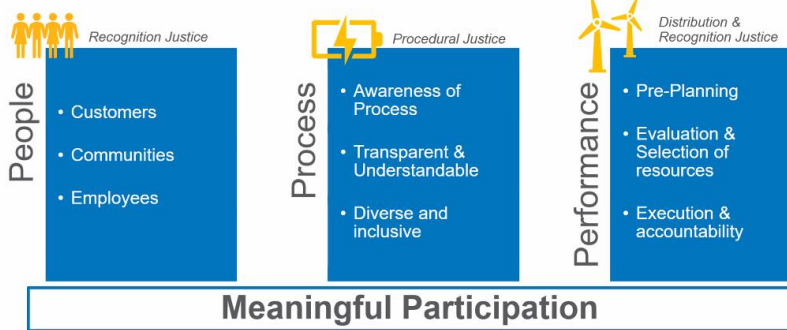 Recognition Justice
People
• Customers
• Communities
• Employees
Procedural Justice
Process
• Awareness of
Process
• Transparent &
Understandable
• Diverse and
inclusive
Distribution &
Recognition Justice
Performance
• Pre-Planning
• Evaluation &
Selection of
resources
• Execution &
accountability
Meaningful Participation